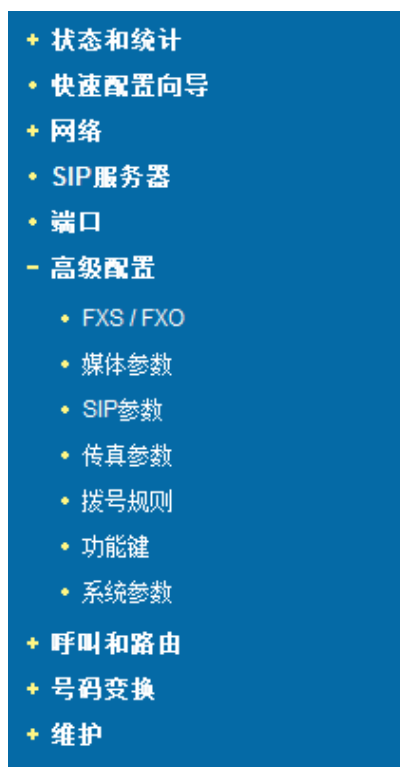 状态和统计
快速配置向导
网络
SIP服务器
端口
高级配置
FXS / FXO
媒体参数
SIP参数
传真参数
拨号规则
功能键
系统参数
呼叫和路由
号码变换
维护